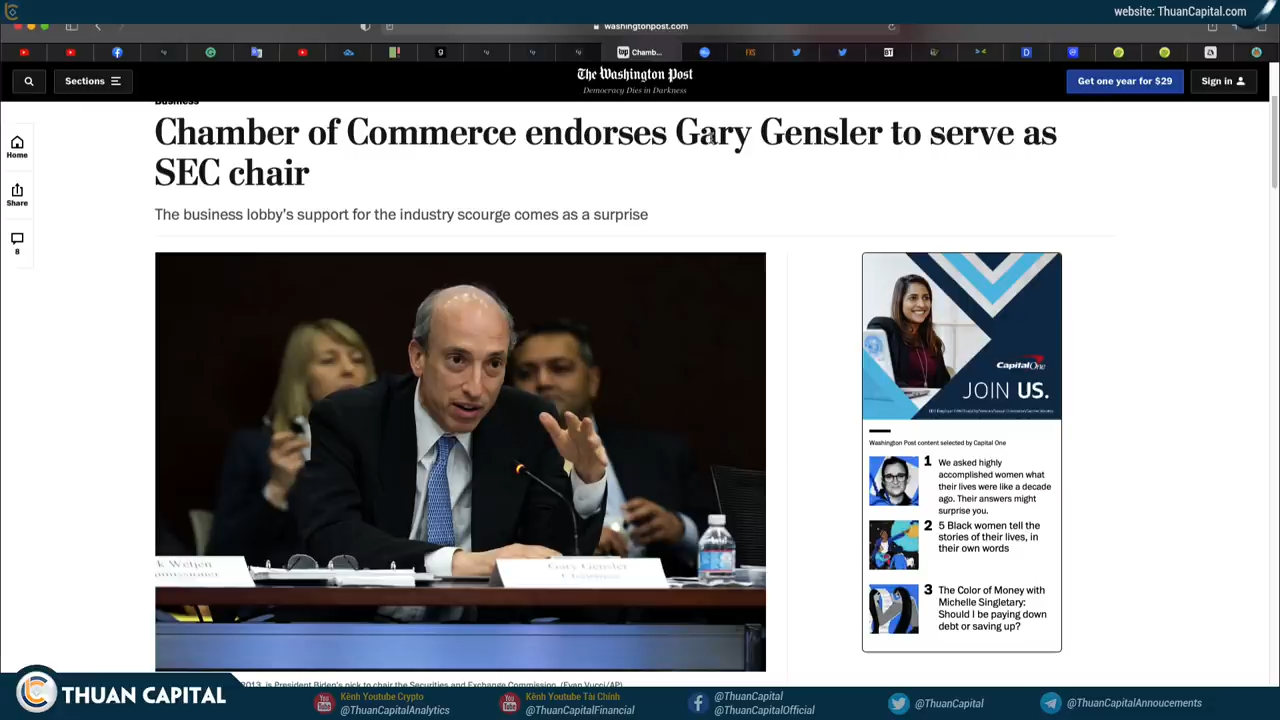 website: ThuanCapital.com
washingtonpost.com
Chamb...
Sections
The Washington Post
Democracy Dies in Darkness
Get one year for $29
Sign in
Business
Chamber of Commerce endorses Gary Gensler to serve as
SEC chair
The business lobby's support for the industry scourge comes as a surprise
Home
Share
8
Gary Gensler
CapitalOne
JOIN US.
Washington Post content selected by Capital One
1 We asked highly
accomplished women what
their lives were like a decade
ago. Their answers might
surprise you.
2 5 Black women tell the
stories of their lives, in
their own words
3 The Color of Money with
Michelle Singletary:
Should I be paying down
debt or saving up?
2013, is President Biden's pick to chair the Securities and Exchange Commission. (Evan Vucci/AP)
THUAN CAPITAL
Kênh Youtube Crypto
@ThuanCapitalAnalytics
Kênh Youtube Tài Chính
@ThuanCapitalFinancial
@ThuanCapital
@ThuanCapitalOfficial
@ThuanCapital
@ThuanCapitalAnnoucements